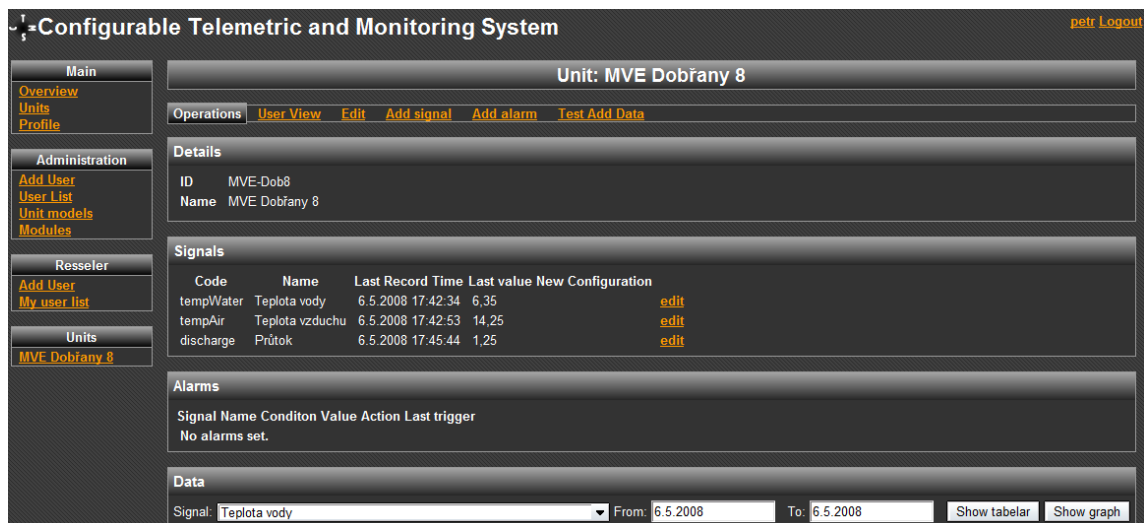 Configurable Telemetric and Monitoring System
petr Logout
Main
Overview
Units
Profile
Administration
Add User
User List
Unit models
Modules
Resseler
Add User
My user list
Units
MVE Dobřany 8
Unit: MVE Dobřany 8
Operations User View Edit Add signal Add alarm Test Add Data
Details
ID MVE-Dob8
Name MVE Dobřany 8
Signals
Code Name Last Record Time Last value New Configuration
tempWater Teplota vody 6.5.2008 17:42:34 6,35 edit
tempAir Teplota vzduchu 6.5.2008 17:42:53 14,25 edit
discharge Průtok 6.5.2008 17:45:44 1,25 edit
Alarms
Signal Name Conditon Value Action Last trigger
No alarms set.
Data
Signal: Teplota vody From: 6.5.2008 To: 6.5.2008 Show tabelar Show graph